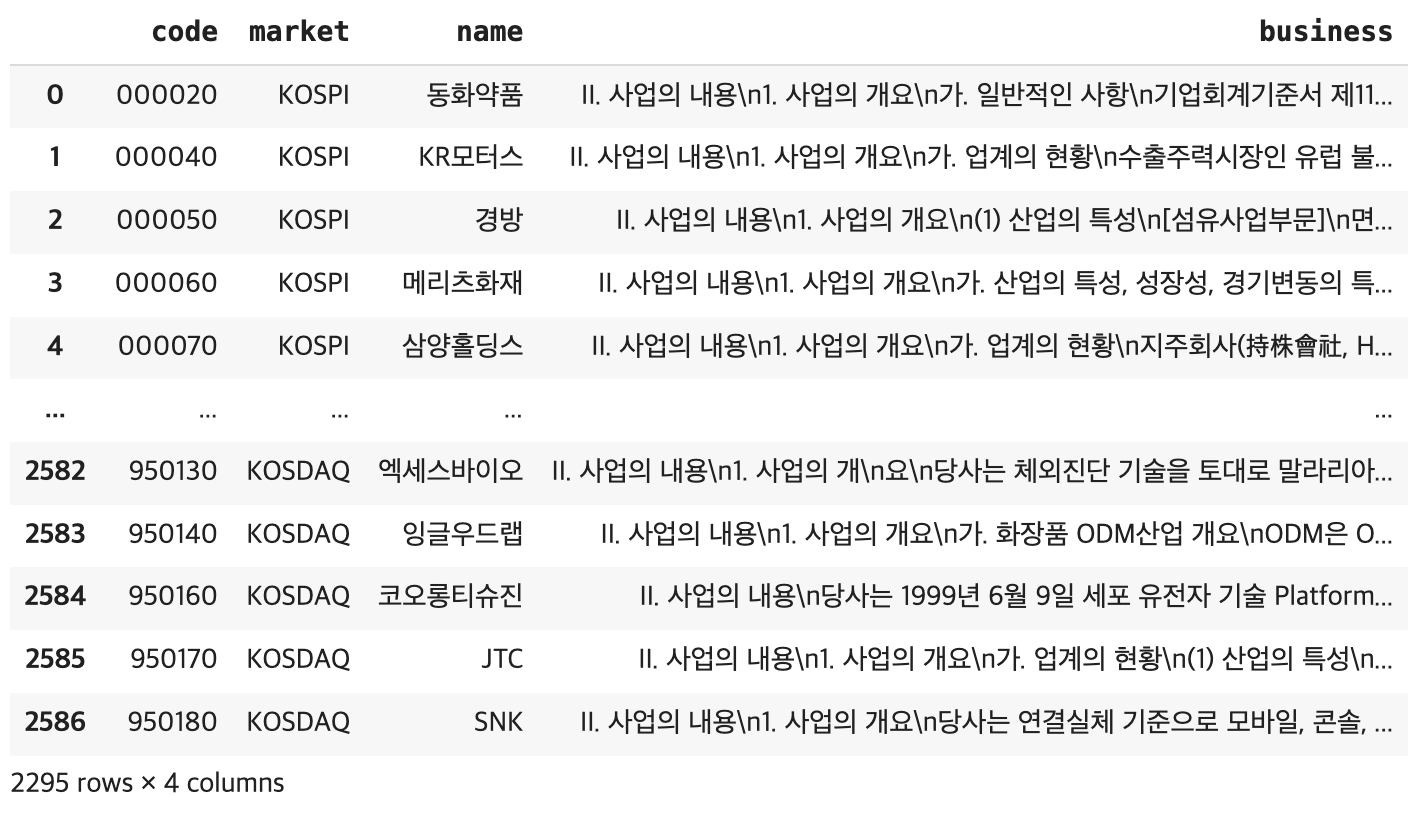 code market name business
0 000020 KOSPI 동화약품 II. 사업의 내용\n1. 사업의 개요\n가. 일반적인 사항\n기업회계기준서 제11...
1 000040 KOSPI KR모터스 II. 사업의 내용\n1. 사업의 개요\n가. 업계의 현황\n수출주력시장인 유럽 불...
2 000050 KOSPI 경방 II. 사업의 내용\n1. 사업의 개요\n(1) 산업의 특성\n[섬유사업부문]\n면...
3 000060 KOSPI 메리츠화재 II. 사업의 내용\n1. 사업의 개요\n가. 산업의 특성, 성장성, 경기변동의 특...
4 000070 KOSPI 삼양홀딩스 II. 사업의 내용\n1. 사업의 개요\n가. 업계의 현황\n지주회사(持株會社, H...
... ... ... ... ...
2582 950130 KOSDAQ 엑세스바이오 II. 사업의 내용\n1. 사업의 개\n요\n당사는 체외진단 기술을 토대로 말라리아...
2583 950140 KOSDAQ 잉글우드랩 II. 사업의 내용\n1. 사업의 개요\n가. 화장품 ODM산업 개요\nODM은 O...
2584 950160 KOSDAQ 코오롱티슈진 II. 사업의 내용\n당사는 1999년 6월 9일 세포 유전자 기술 Platform...
2585 950170 KOSDAQ JTC II. 사업의 내용\n1. 사업의 개요\n가. 업계의 현황\n(1) 산업의 특성\n...
2586 950180 KOSDAQ SNK II. 사업의 내용\n1. 사업의 개요\n당사는 연결실체 기준으로 모바일, 콘솔, ...
2295 rows × 4 columns